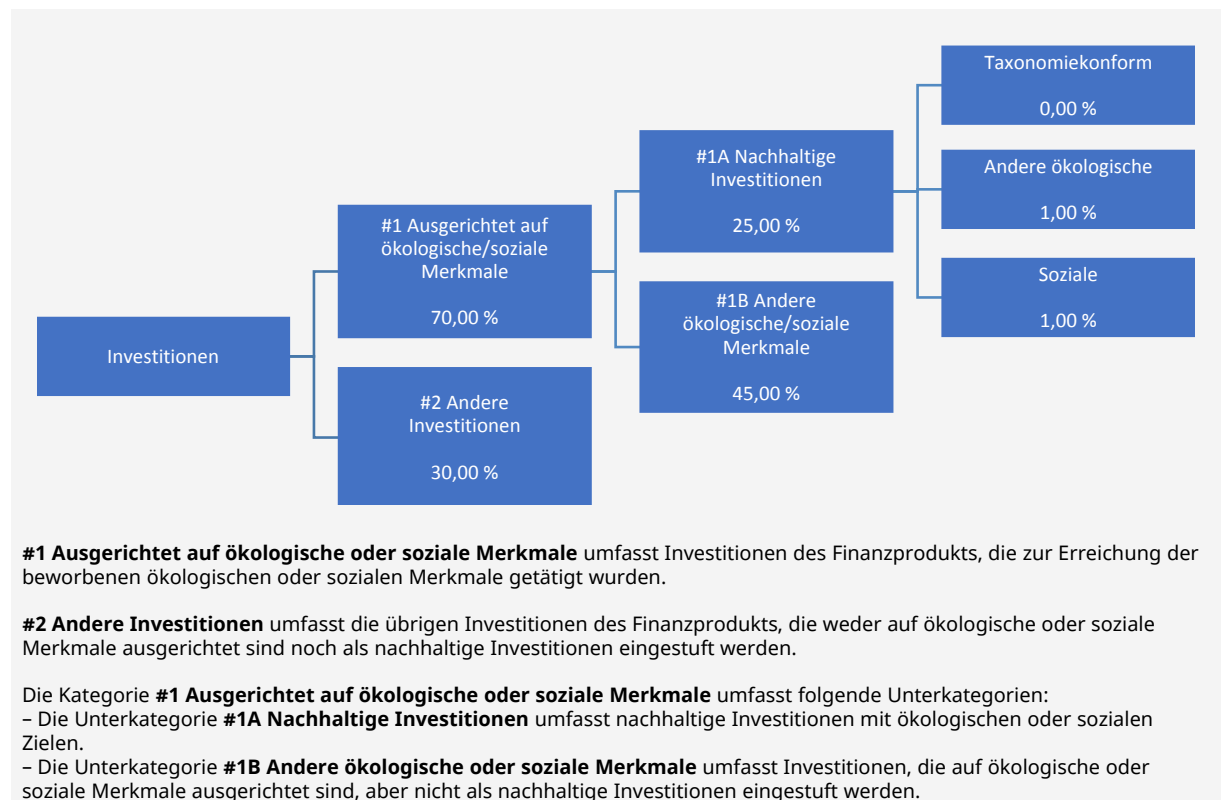 Investitionen
#1 Ausgerichtet auf
ökologische/soziale
Merkmale
70,00 %
#2 Andere
Investitionen
30,00 %
#1A Nachhaltige
Investitionen
25,00 %
#1B Andere
ökologische/soziale
Merkmale
45,00 %
Taxonomiekonform
0,00 %
Andere ökologische
1,00 %
Soziale
1,00 %
#1 Ausgerichtet auf ökologische oder soziale Merkmale umfasst Investitionen des Finanzprodukts, die zur Erreichung der
beworbenen ökologischen oder sozialen Merkmale getätigt wurden.
#2 Andere Investitionen umfasst die übrigen Investitionen des Finanzprodukts, die weder auf ökologische oder soziale
Merkmale ausgerichtet sind noch als nachhaltige Investitionen eingestuft werden.
Die Kategorie #1 Ausgerichtet auf ökologische oder soziale Merkmale umfasst folgende Unterkategorien:
– Die Unterkategorie #1A Nachhaltige Investitionen umfasst nachhaltige Investitionen mit ökologischen oder sozialen
Zielen.
– Die Unterkategorie #1B Andere ökologische oder soziale Merkmale umfasst Investitionen, die auf ökologische oder
soziale Merkmale ausgerichtet sind, aber nicht als nachhaltige Investitionen eingestuft werden.